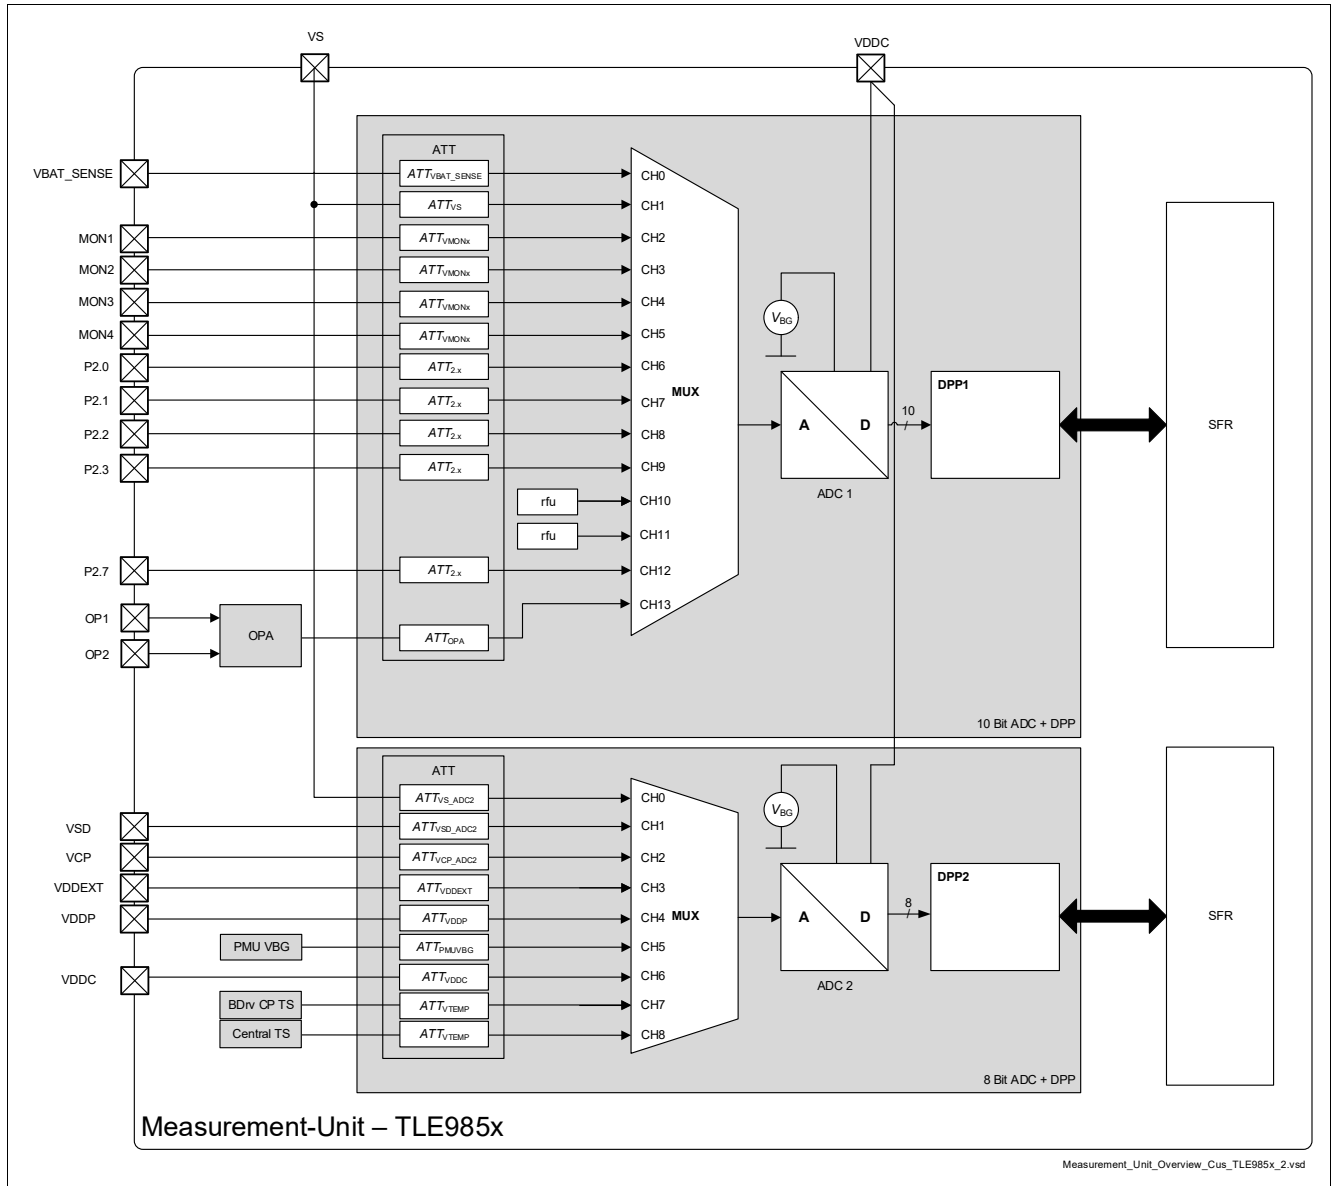 VS
VDDC
ATT
VBAT_SENSE
ATTVBAT_SENSE
CH0
ATTVS
CH1
MON1
ATTVMONx
CH2
MON2
ATTVMONx
CH3
MON3
ATTVMONx
CH4
VBG
MON4
ATTVMONx
CH5
P2.0
ATT2.x
CH6
MUX
DPP1
P2.1
ATT2.x
CH7
10
P2.2
ATT2.x
CH8
A
D
SFR
P2.3
ATT2.x
CH9
ADC 1
rfu
CH10
rfu
CH11
P2.7
ATT2.x
CH12
CH13
OP1
OPA
ATTOPA
OP2
10 Bit ADC + DPP
ATT
ATTVS_ADC2
CH0
VBG
VSD
ATTVSD_ADC2
CH1
VCP
ATTVCP_ADC2
CH2
VDDEXT
ATTVDDEXT
CH3
DPP2
VDDP
ATTVDDP
CH4
MUX
A
D
8
SFR
PMU VBG
ATTPMUVBG
CH5
VDDC
ATTVDDC
CH6
ADC 2
BDrv CP TS
ATTVTEMP
CH7
Central TS
ATTVTEMP
CH8
8 Bit ADC + DPP
Measurement-Unit – TLE985x
Measurement_Unit_Overview_Cus_TLE985x_2.vsd